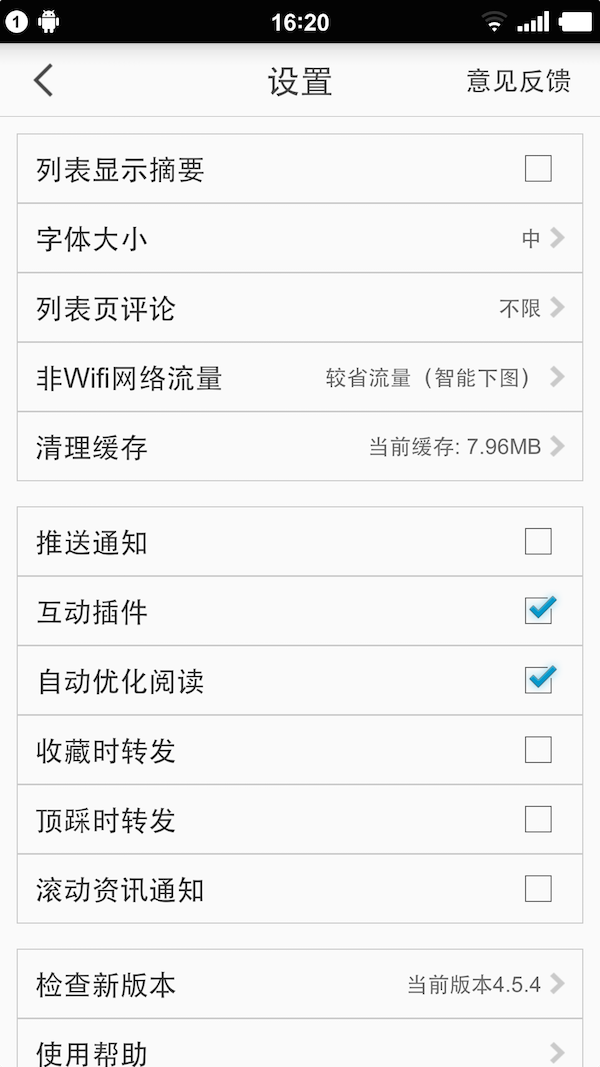 1 16:20
设置 意见反馈
列表显示摘要
字体大小 中
列表页评论 不限
非Wifi网络流量 较省流量（智能下图）
清理缓存 当前缓存: 7.96MB
推送通知
互动插件
自动优化阅读
收藏时转发
顶踩时转发
滚动资讯通知
检查新版本 当前版本4.5.4
使用帮助